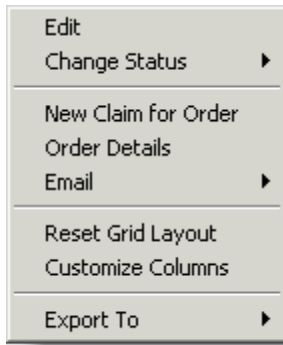 Edit
Change Status
New Claim for Order
Order Details
Email
Reset Grid Layout
Customize Columns
Export To